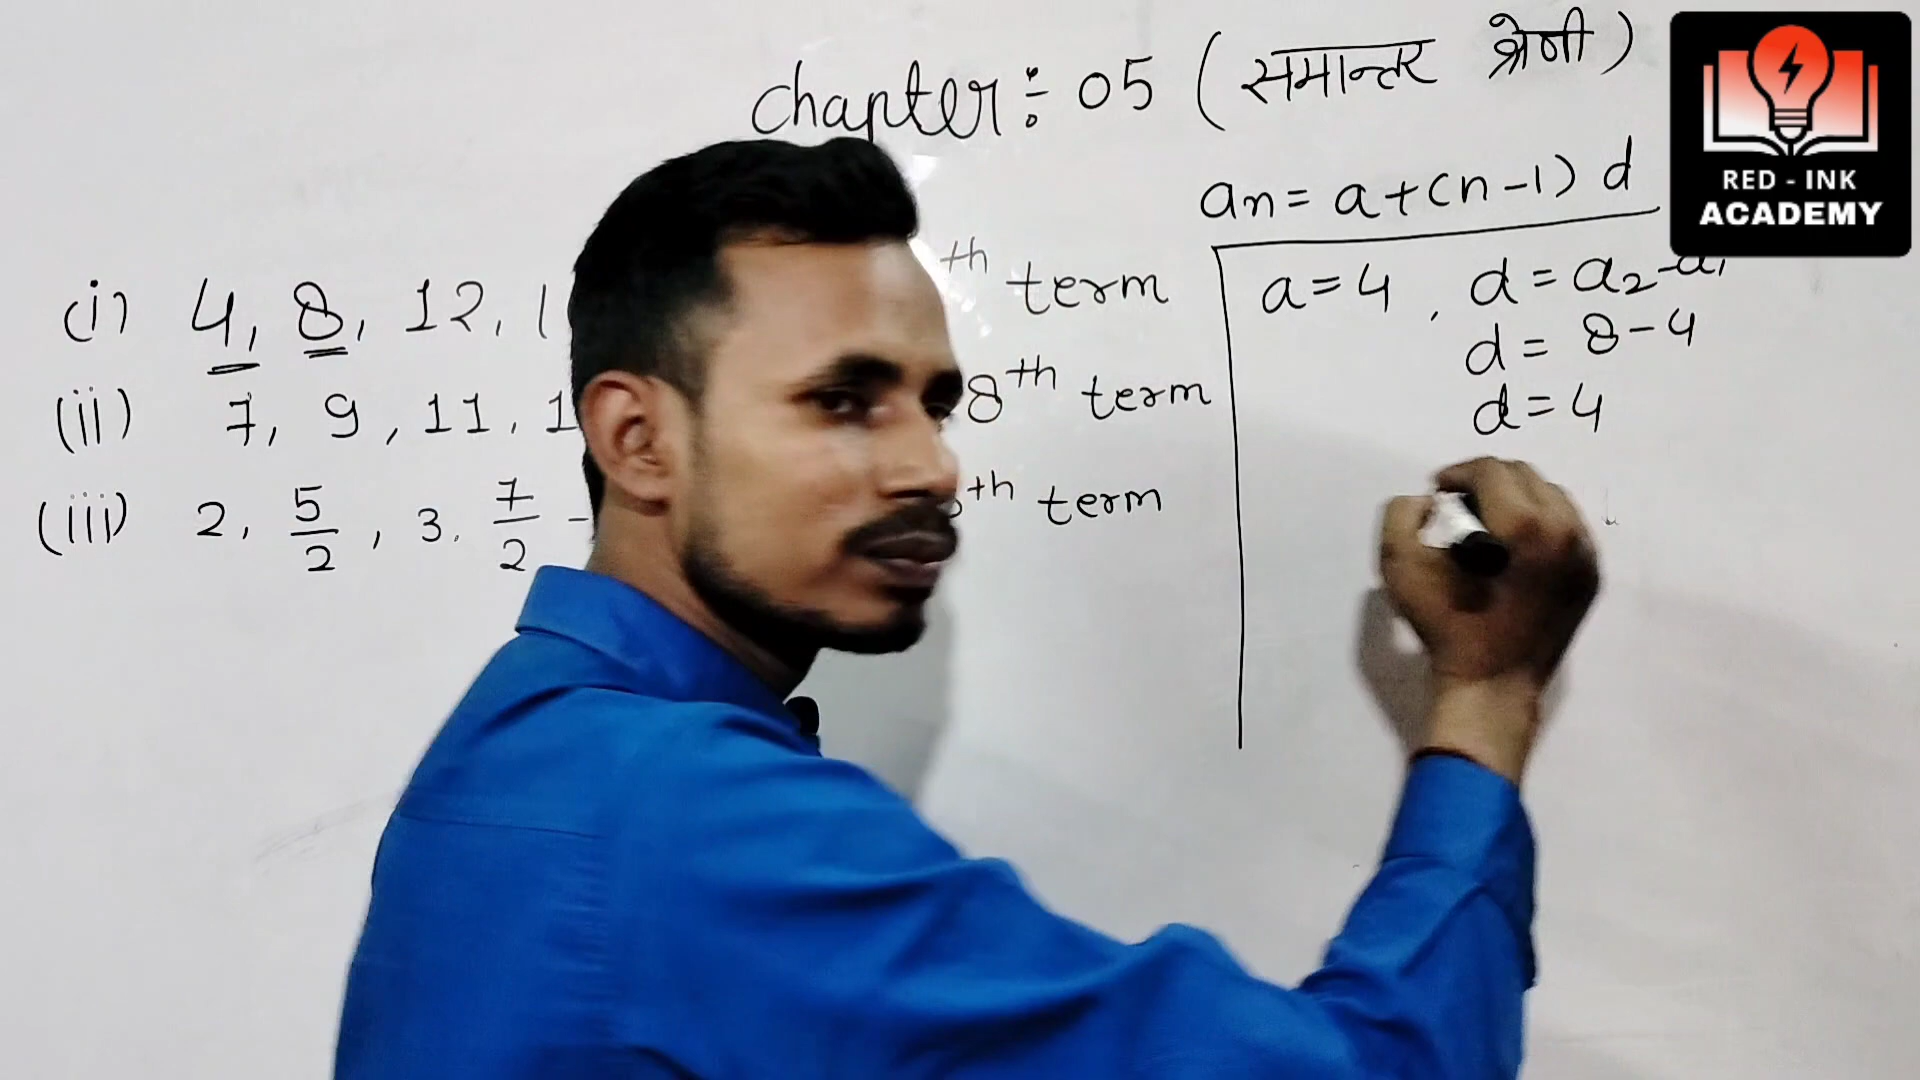 chapter÷ 05 (समान्तर श्रेणी)
an = a+(n-1) d
(i) 4, 8, 12, 1 th term
(ii) 7, 9, 11, 1 8th term
(iii) 2, 5/2, 3, 7/2 - th term
a=4, d=a2-a1
d= 8-4
d=4
RED - INK
ACADEMY